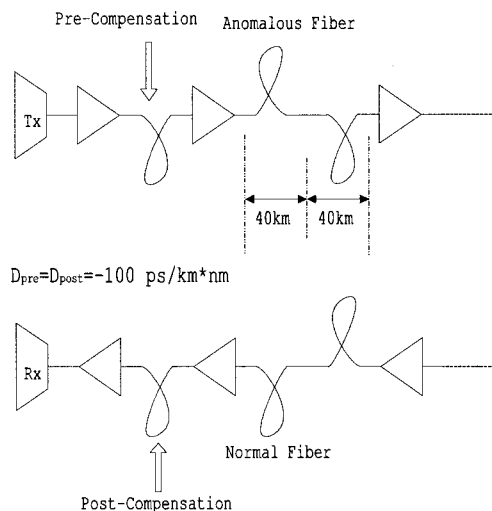 Pre-Compensation
Anomalous Fiber
Tx
40km
40km
Dpre=Dpost=-100 ps/km*nm
Rx
Normal Fiber
Post-Compensation